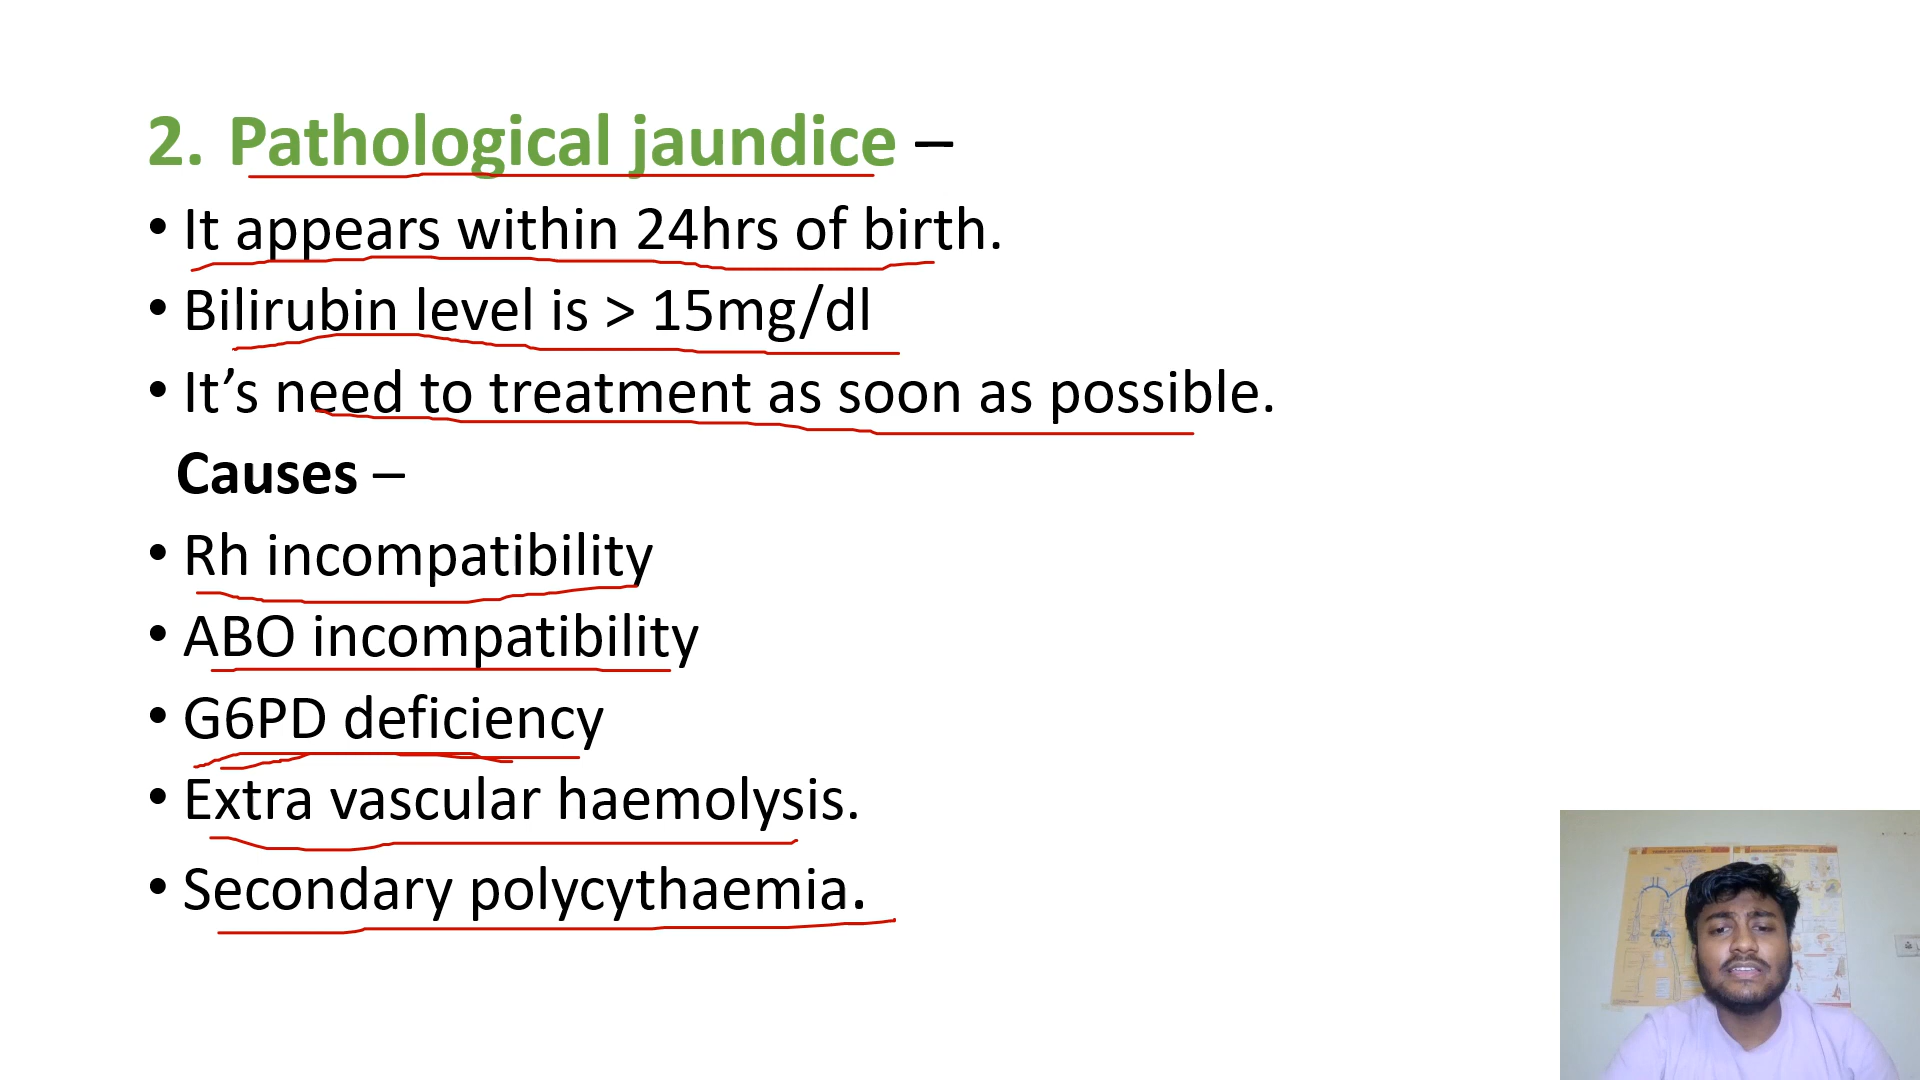 2. Pathological jaundice –
• It appears within 24hrs of birth.
• Bilirubin level is > 15mg/dl
• It’s need to treatment as soon as possible.
Causes –
• Rh incompatibility
• ABO incompatibility
• G6PD deficiency
• Extra vascular haemolysis.
• Secondary polycythaemia.